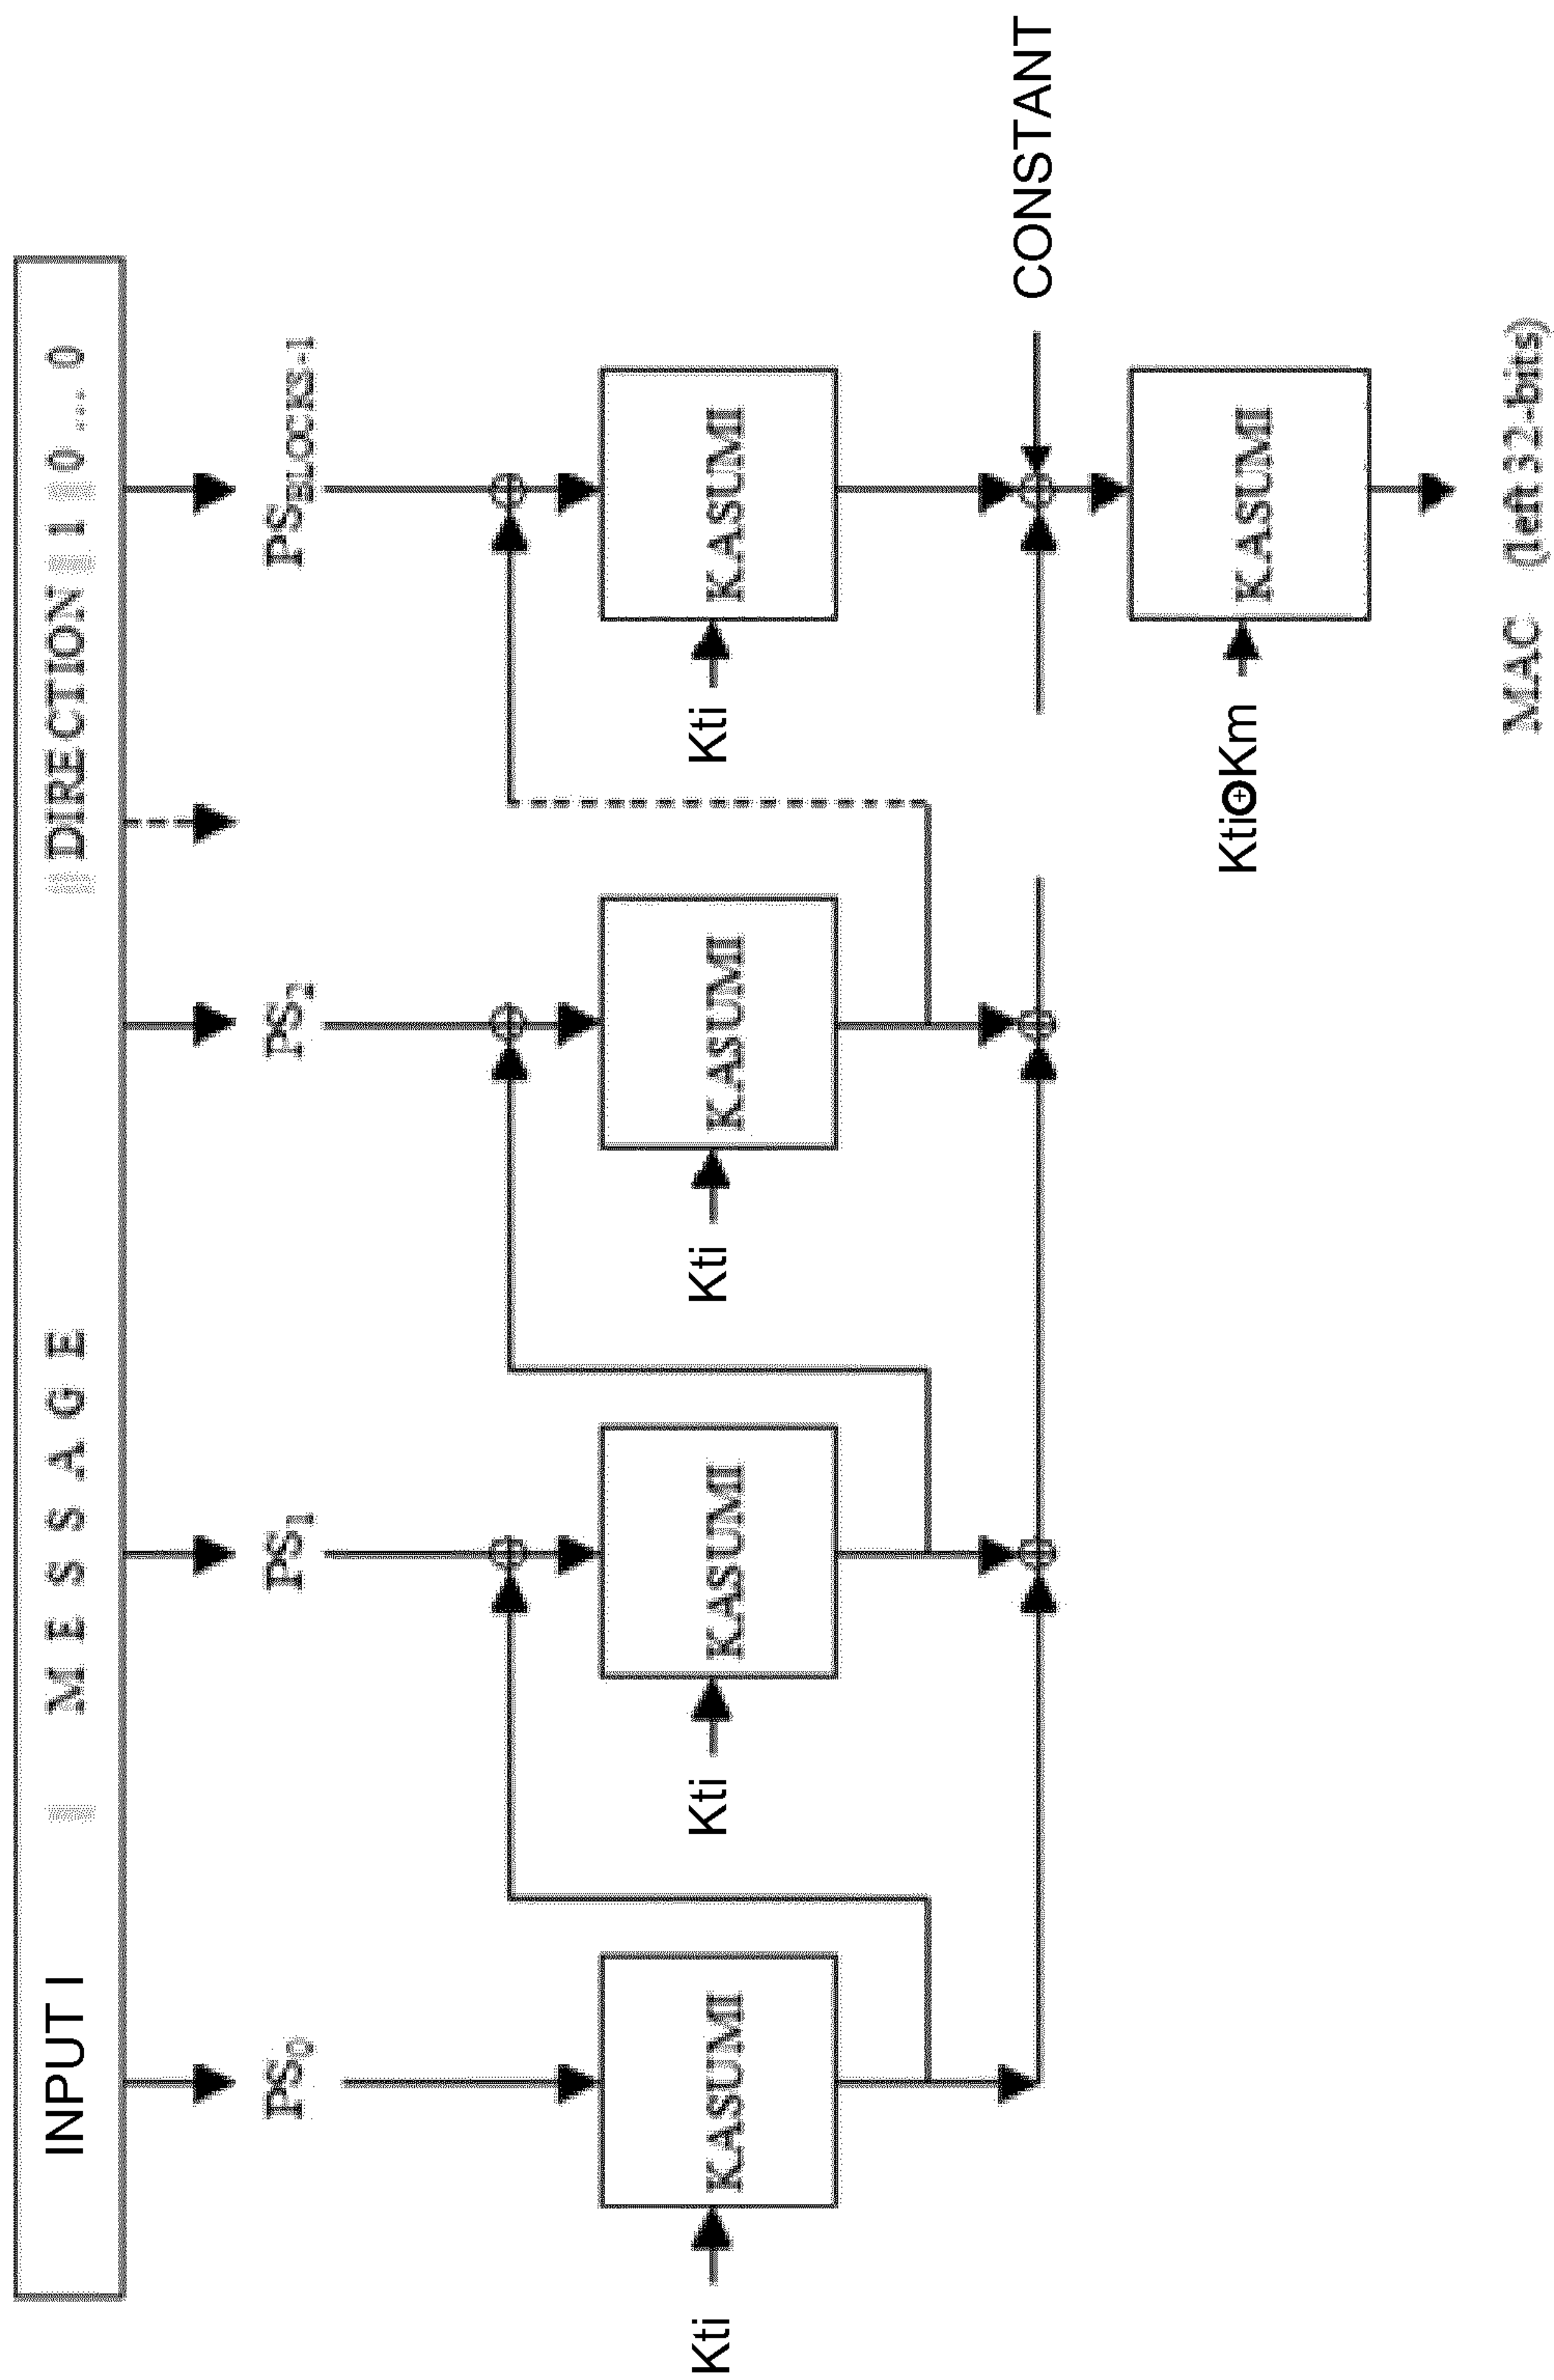 INPUT I M E S S A G E DIRECTION 1 0 ... 0
PS0 PS1 PS2 PSBLOCKS-1
Kti KASUMI Kti KASUMI Kti KASUMI Kti KASUMI
CONSTANT
Kti⊕Km KASUMI
MAC (left 32-bits)